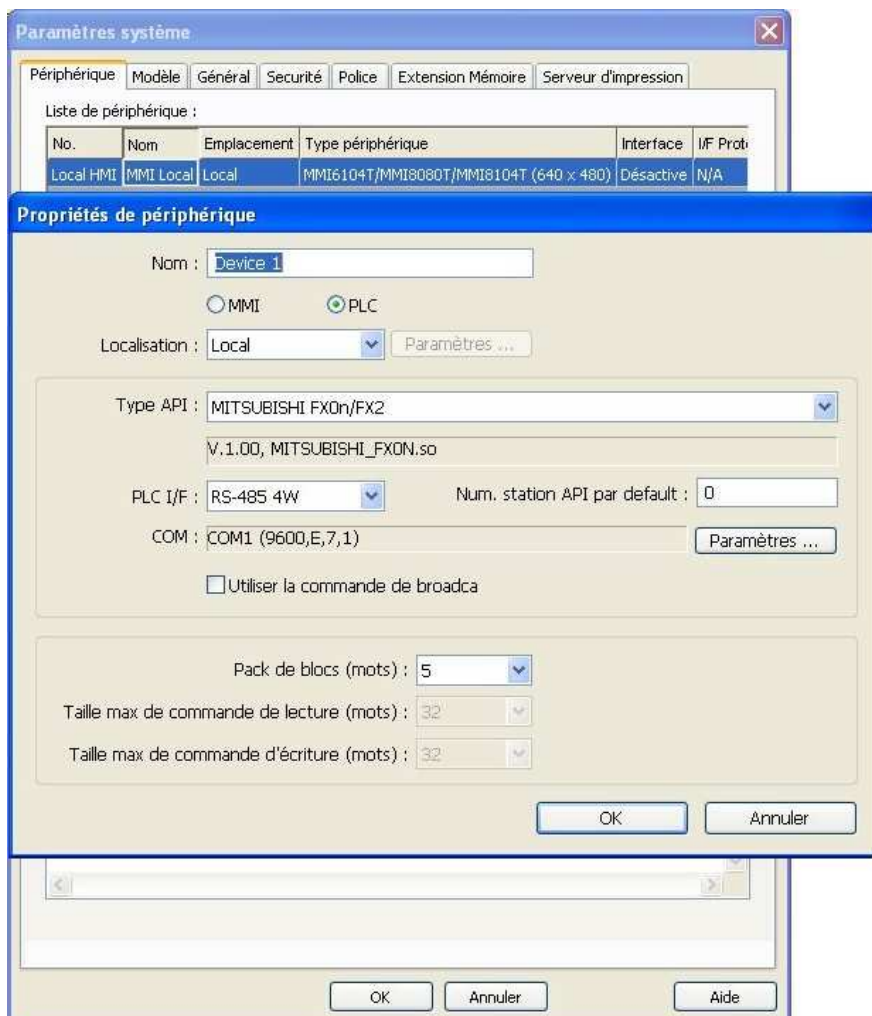 Paramètres système
Périphérique Modèle Général Securité Police Extension Mémoire Serveur d'impression
Liste de périphérique :
No. Nom Emplacement Type périphérique Interface I/F Proto
Local HMI MMI Local Local MMI6104T/MMI8080T/MMI8104T (640 x 480) Désactive N/A
Propriétés de périphérique
Nom : Device 1
MMI PLC
Localisation : Local Paramètres ...
Type API : MITSUBISHI FX0n/FX2
V.1.00, MITSUBISHI_FX0N.so
PLC I/F : RS-485 4W Num. station API par default : 0
COM : COM1 (9600,E,7,1) Paramètres ...
Utiliser la commande de broadca
Pack de blocs (mots) : 5
Taille max de commande de lecture (mots) : 32
Taille max de commande d'écriture (mots) : 32
OK Annuler
OK Annuler Aide